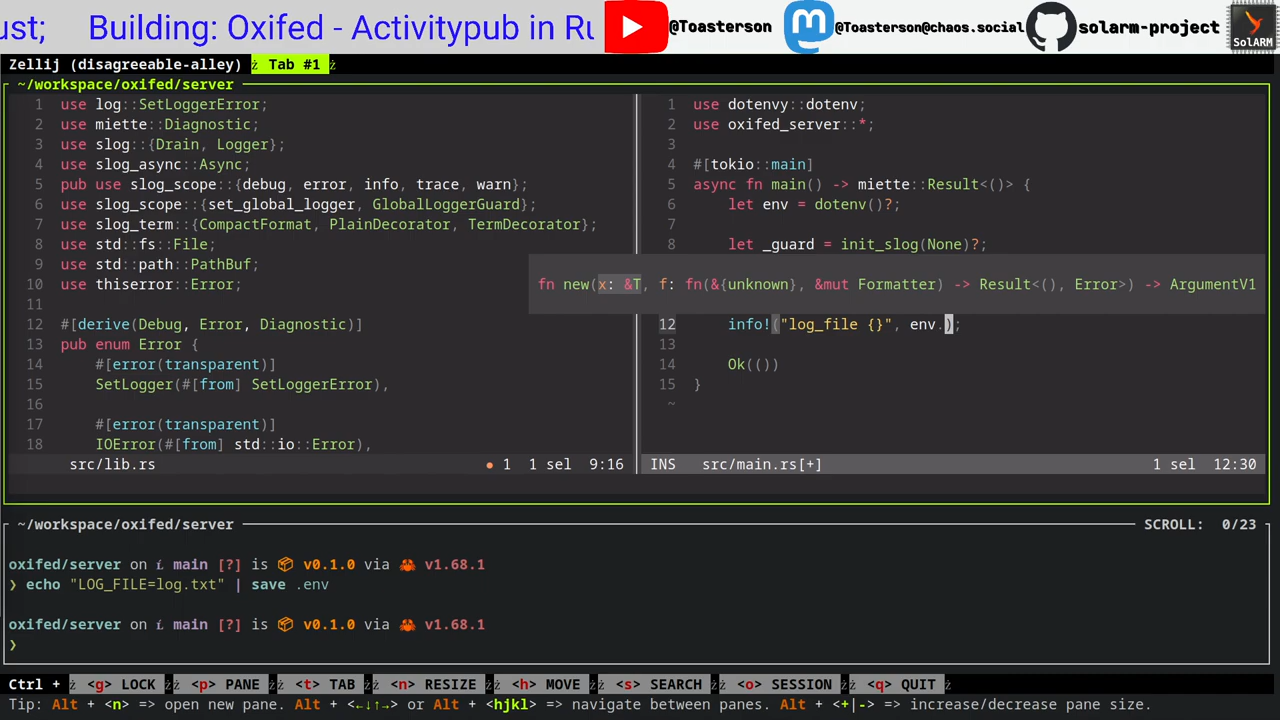 ust;    Building: Oxifed - Activitypub in Ru
@Toasterson
@Toasterson@chaos.social
solarm-project
SolARM
Zellij (disagreeable-alley)  Tab #1
~/workspace/oxifed/server
1 use log::SetLoggerError;
2 use miette::Diagnostic;
3 use slog::{Drain, Logger};
4 use slog_async::Async;
5 pub use slog_scope::{debug, error, info, trace, warn};
6 use slog_scope::{set_global_logger, GlobalLoggerGuard};
7 use slog_term::{CompactFormat, PlainDecorator, TermDecorator};
8 use std::fs::File;
9 use std::path::PathBuf;
10 use thiserror::Error;
11
12 #[derive(Debug, Error, Diagnostic)]
13 pub enum Error {
14     #[error(transparent)]
15     SetLogger(#[from] SetLoggerError),
16
17     #[error(transparent)]
18     IOError(#[from] std::io::Error),
src/lib.rs ● 1 1 sel 9:16
1 use dotenvy::dotenv;
2 use oxifed_server::*;
3
4 #[tokio::main]
5 async fn main() -> miette::Result<()> {
6     let env = dotenv()?;
7
8     let _guard = init_slog(None)?;
fn new(x: &T, f: fn(&{unknown}, &mut Formatter) -> Result<(), Error>) -> ArgumentV1
12     info!("log_file {}", env.);
13
14     Ok(())
15 }
~
INS src/main.rs[+] 1 sel 12:30
~/workspace/oxifed/server SCROLL: 0/23
oxifed/server on main [?] is 📦 v0.1.0 via 🦀 v1.68.1
❯ echo "LOG_FILE=log.txt" | save .env
oxifed/server on main [?] is 📦 v0.1.0 via 🦀 v1.68.1
❯
Ctrl + <g> LOCK <p> PANE <t> TAB <n> RESIZE <h> MOVE <s> SEARCH <o> SESSION <q> QUIT
Tip: Alt + <n> => open new pane. Alt + <←↓↑→> or Alt + <hjkl> => navigate between panes. Alt + <+|-> => increase/decrease pane size.